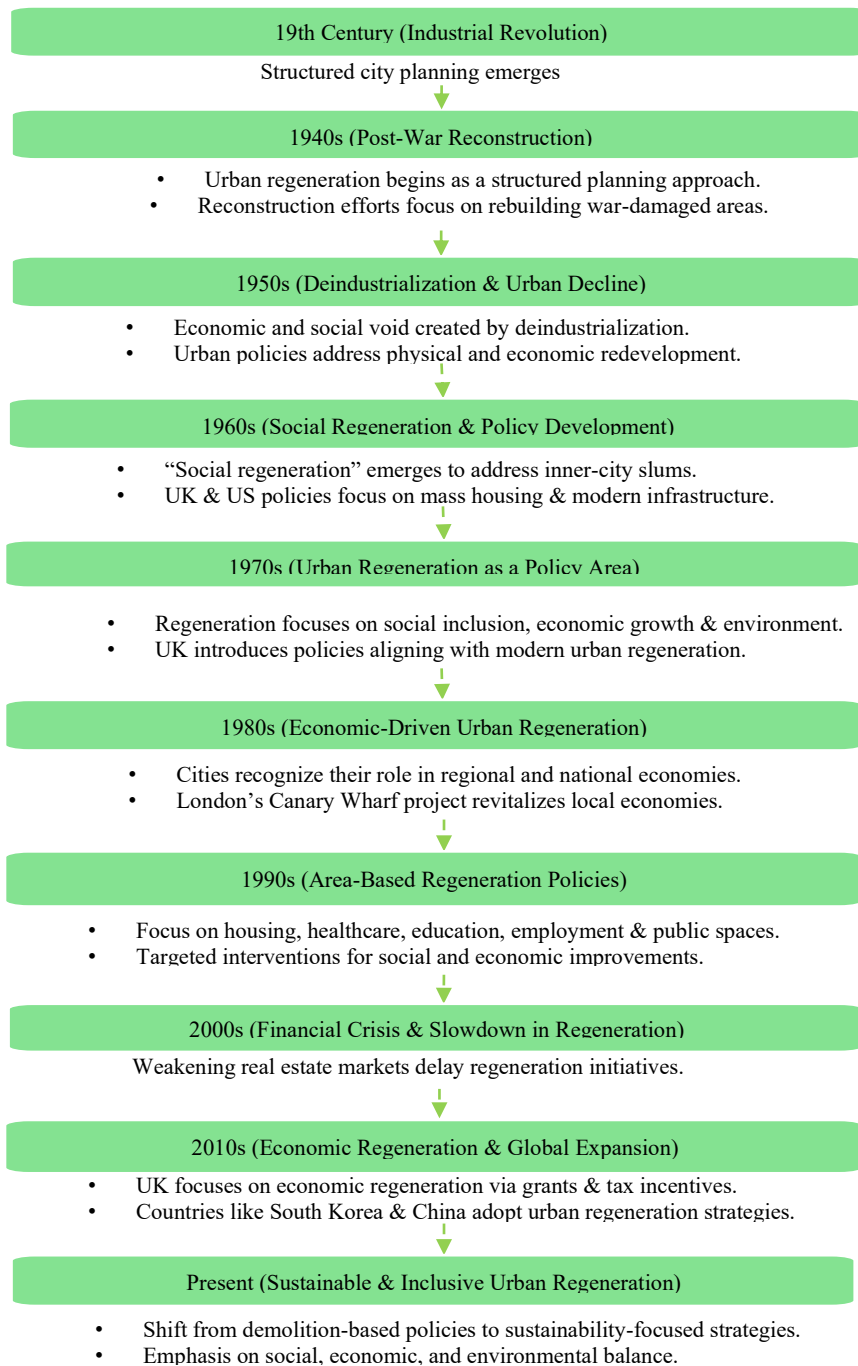 19th Century (Industrial Revolution)
Structured city planning emerges
1940s (Post-War Reconstruction)
• Urban regeneration begins as a structured planning approach.
• Reconstruction efforts focus on rebuilding war-damaged areas.
1950s (Deindustrialization & Urban Decline)
• Economic and social void created by deindustrialization.
• Urban policies address physical and economic redevelopment.
1960s (Social Regeneration & Policy Development)
• “Social regeneration” emerges to address inner-city slums.
• UK & US policies focus on mass housing & modern infrastructure.
1970s (Urban Regeneration as a Policy Area)
• Regeneration focuses on social inclusion, economic growth & environment.
• UK introduces policies aligning with modern urban regeneration.
1980s (Economic-Driven Urban Regeneration)
• Cities recognize their role in regional and national economies.
• London’s Canary Wharf project revitalizes local economies.
1990s (Area-Based Regeneration Policies)
• Focus on housing, healthcare, education, employment & public spaces.
• Targeted interventions for social and economic improvements.
2000s (Financial Crisis & Slowdown in Regeneration)
Weakening real estate markets delay regeneration initiatives.
2010s (Economic Regeneration & Global Expansion)
• UK focuses on economic regeneration via grants & tax incentives.
• Countries like South Korea & China adopt urban regeneration strategies.
Present (Sustainable & Inclusive Urban Regeneration)
• Shift from demolition-based policies to sustainability-focused strategies.
• Emphasis on social, economic, and environmental balance.